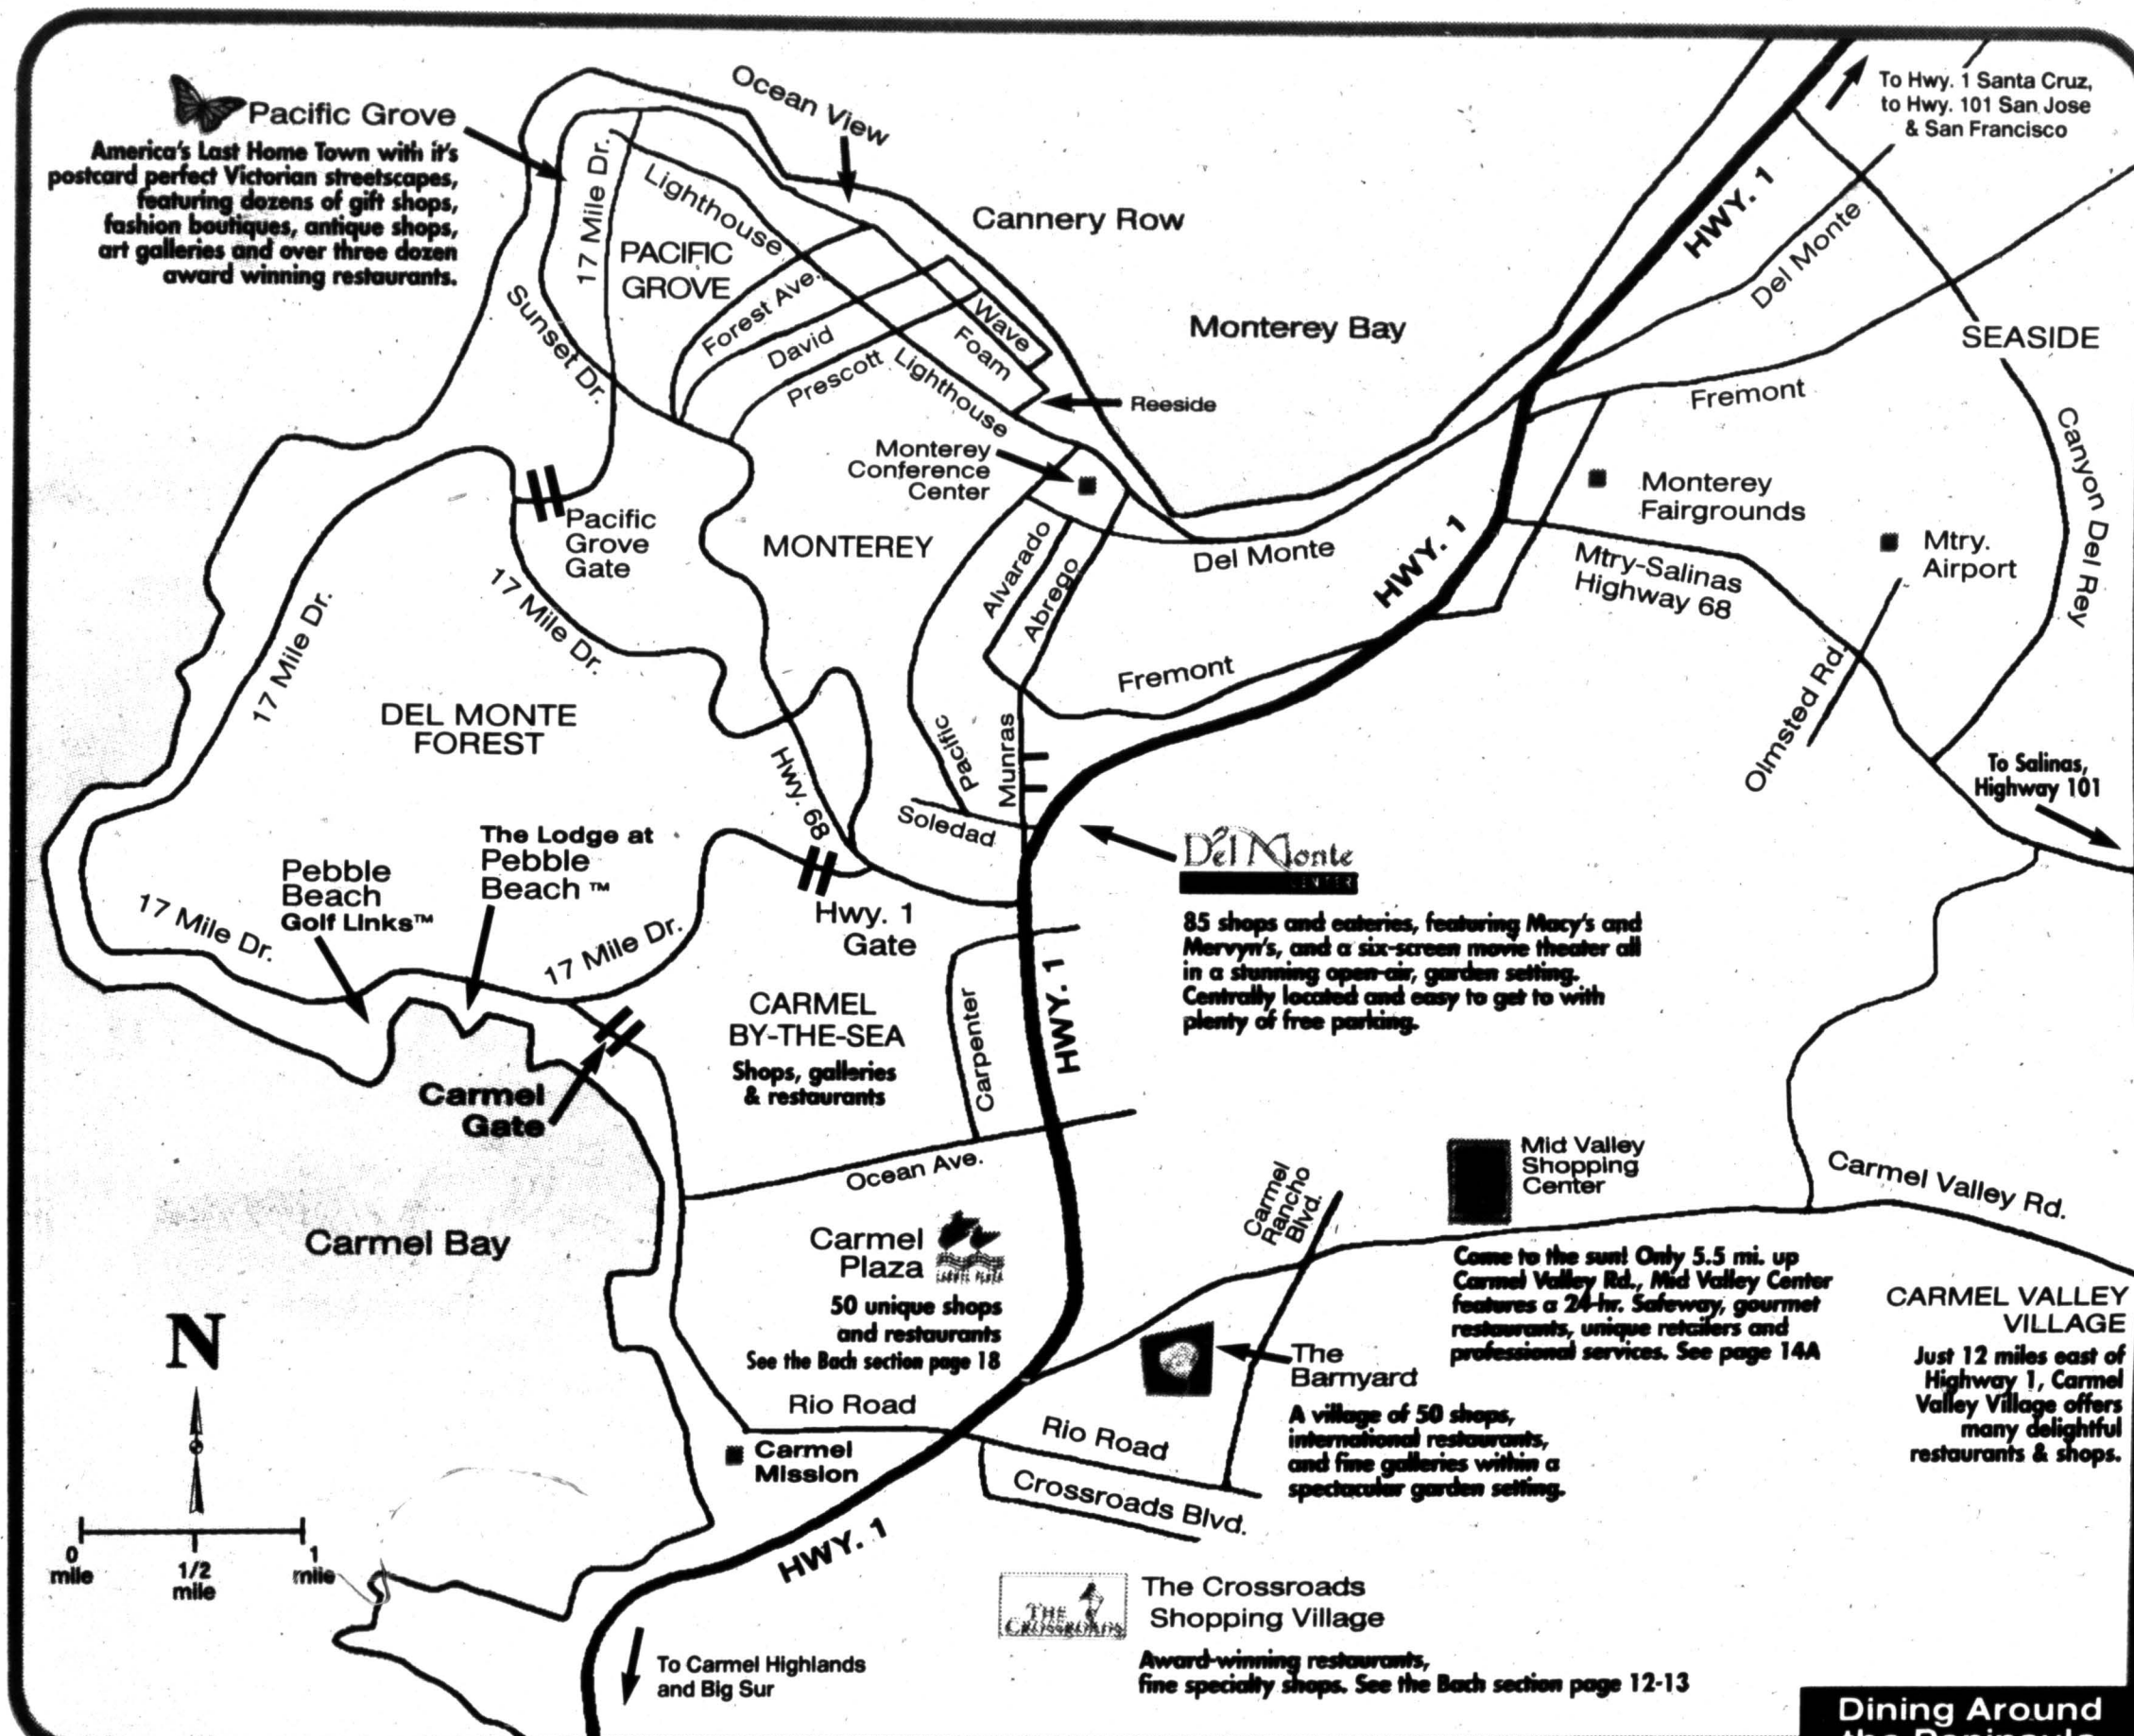 Pacific Grove
America's Last Home Town with it's
postcard perfect Victorian streetscapes,
featuring dozens of gift shops,
fashion boutiques, antique shops,
art galleries and over three dozen
award winning restaurants.
Ocean View
To Hwy. 1 Santa Cruz,
to Hwy. 101 San Jose
& San Francisco
17 Mile Dr.
Lighthouse
PACIFIC
GROVE
Cannery Row
HWY. 1
Del Monte
Sunset Dr.
Forest Ave.
David
Prescott
Wave
Foam
Lighthouse
Monterey Bay
SEASIDE
Reeside
Fremont
Canyon Del Rey
Monterey
Conference
Center
Monterey
Fairgrounds
Pacific
Grove
Gate
MONTEREY
Alvarado
Abrego
Del Monte
HWY. 1
Mtry-Salinas
Highway 68
Mtry.
Airport
17 Mile Dr.
17 Mile Dr.
Fremont
Olmsted Rd.
DEL MONTE
FOREST
Hwy. 68
Pacific
Munras
Soledad
To Salinas,
Highway 101
The Lodge at
Pebble
Beach ™
Pebble
Beach
Golf Links™
Del Monte
CENTER
85 shops and eateries, featuring Macy's and
Mervyn's, and a six-screen movie theater all
in a stunning open-air, garden setting.
Centrally located and easy to get to with
plenty of free parking.
17 Mile Dr.
17 Mile Dr.
Hwy. 1
Gate
CARMEL
BY-THE-SEA
Shops, galleries
& restaurants
Carpenter
HWY. 1
Carmel
Gate
Ocean Ave.
Carmel
Rancho
Blvd.
Mid Valley
Shopping
Center
Carmel Valley Rd.
Carmel Bay
Carmel
Plaza
CARMEL PLAZA
50 unique shops
and restaurants
See the Bach section page 18
Come to the sun! Only 5.5 mi. up
Carmel Valley Rd., Mid Valley Center
features a 24-hr. Safeway, gourmet
restaurants, unique retailers and
professional services. See page 14A
CARMEL VALLEY
VILLAGE
Just 12 miles east of
Highway 1, Carmel
Valley Village offers
many delightful
restaurants & shops.
N
The
Barnyard
A village of 50 shops,
international restaurants,
and fine galleries within a
spectacular garden setting.
Rio Road
Carmel
Mission
Rio Road
Crossroads Blvd.
HWY. 1
0
mile
1/2
mile
1
mile
THE
CROSSROADS
The Crossroads
Shopping Village
Award-winning restaurants,
fine specialty shops. See the Bach section page 12-13
To Carmel Highlands
and Big Sur
Dining Around
the Peninsula